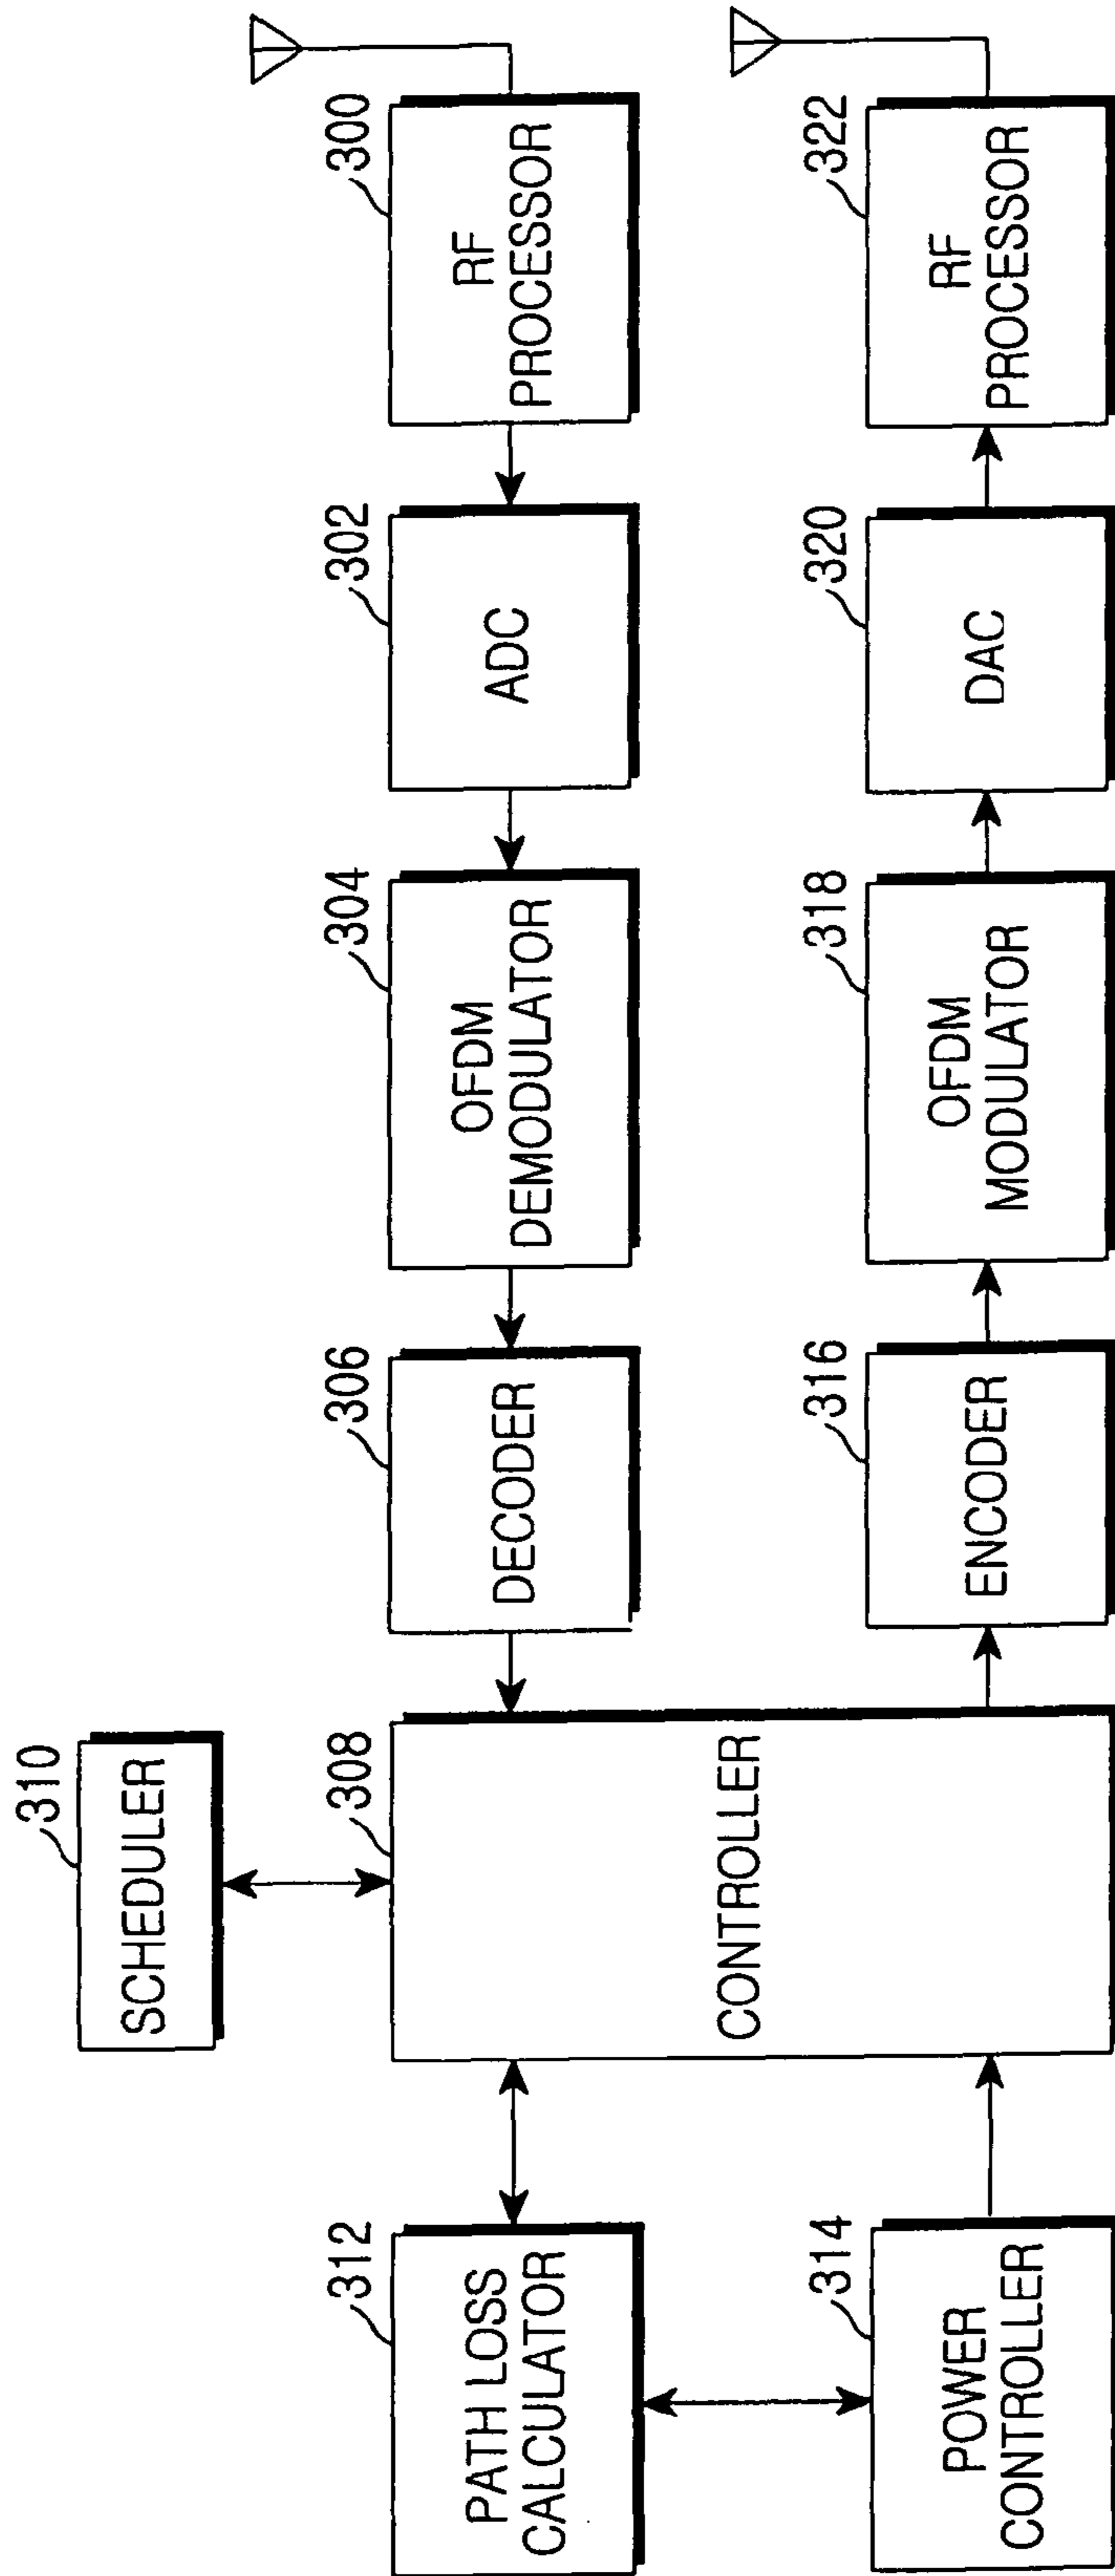 310
SCHEDULER
312
PATH LOSS
CALCULATOR
308
CONTROLLER
306
DECODER
304
OFDM
DEMODULATOR
302
ADC
300
RF
PROCESSOR
314
POWER
CONTROLLER
316
ENCODER
318
OFDM
MODULATOR
320
DAC
322
RF
PROCESSOR